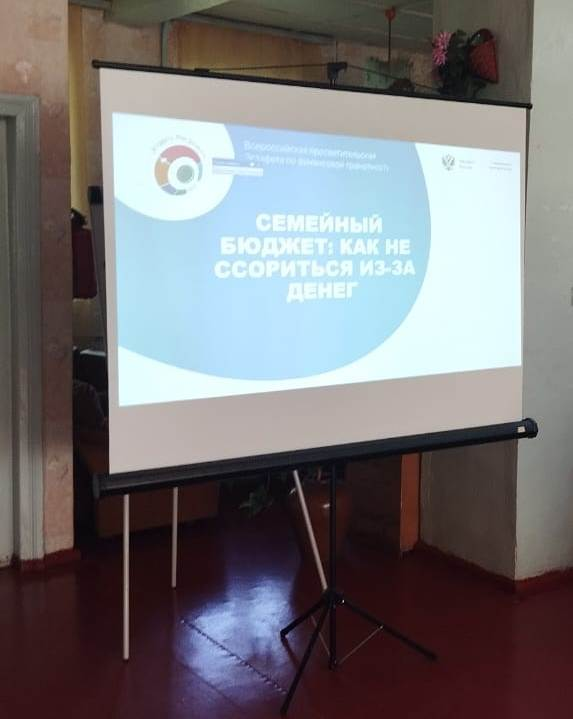 Всероссийская просветительская
Эстафета по финансовой грамотности
СЕМЕЙНЫЙ
БЮДЖЕТ: КАК НЕ
ССОРИТЬСЯ ИЗ-ЗА
ДЕНЕГ